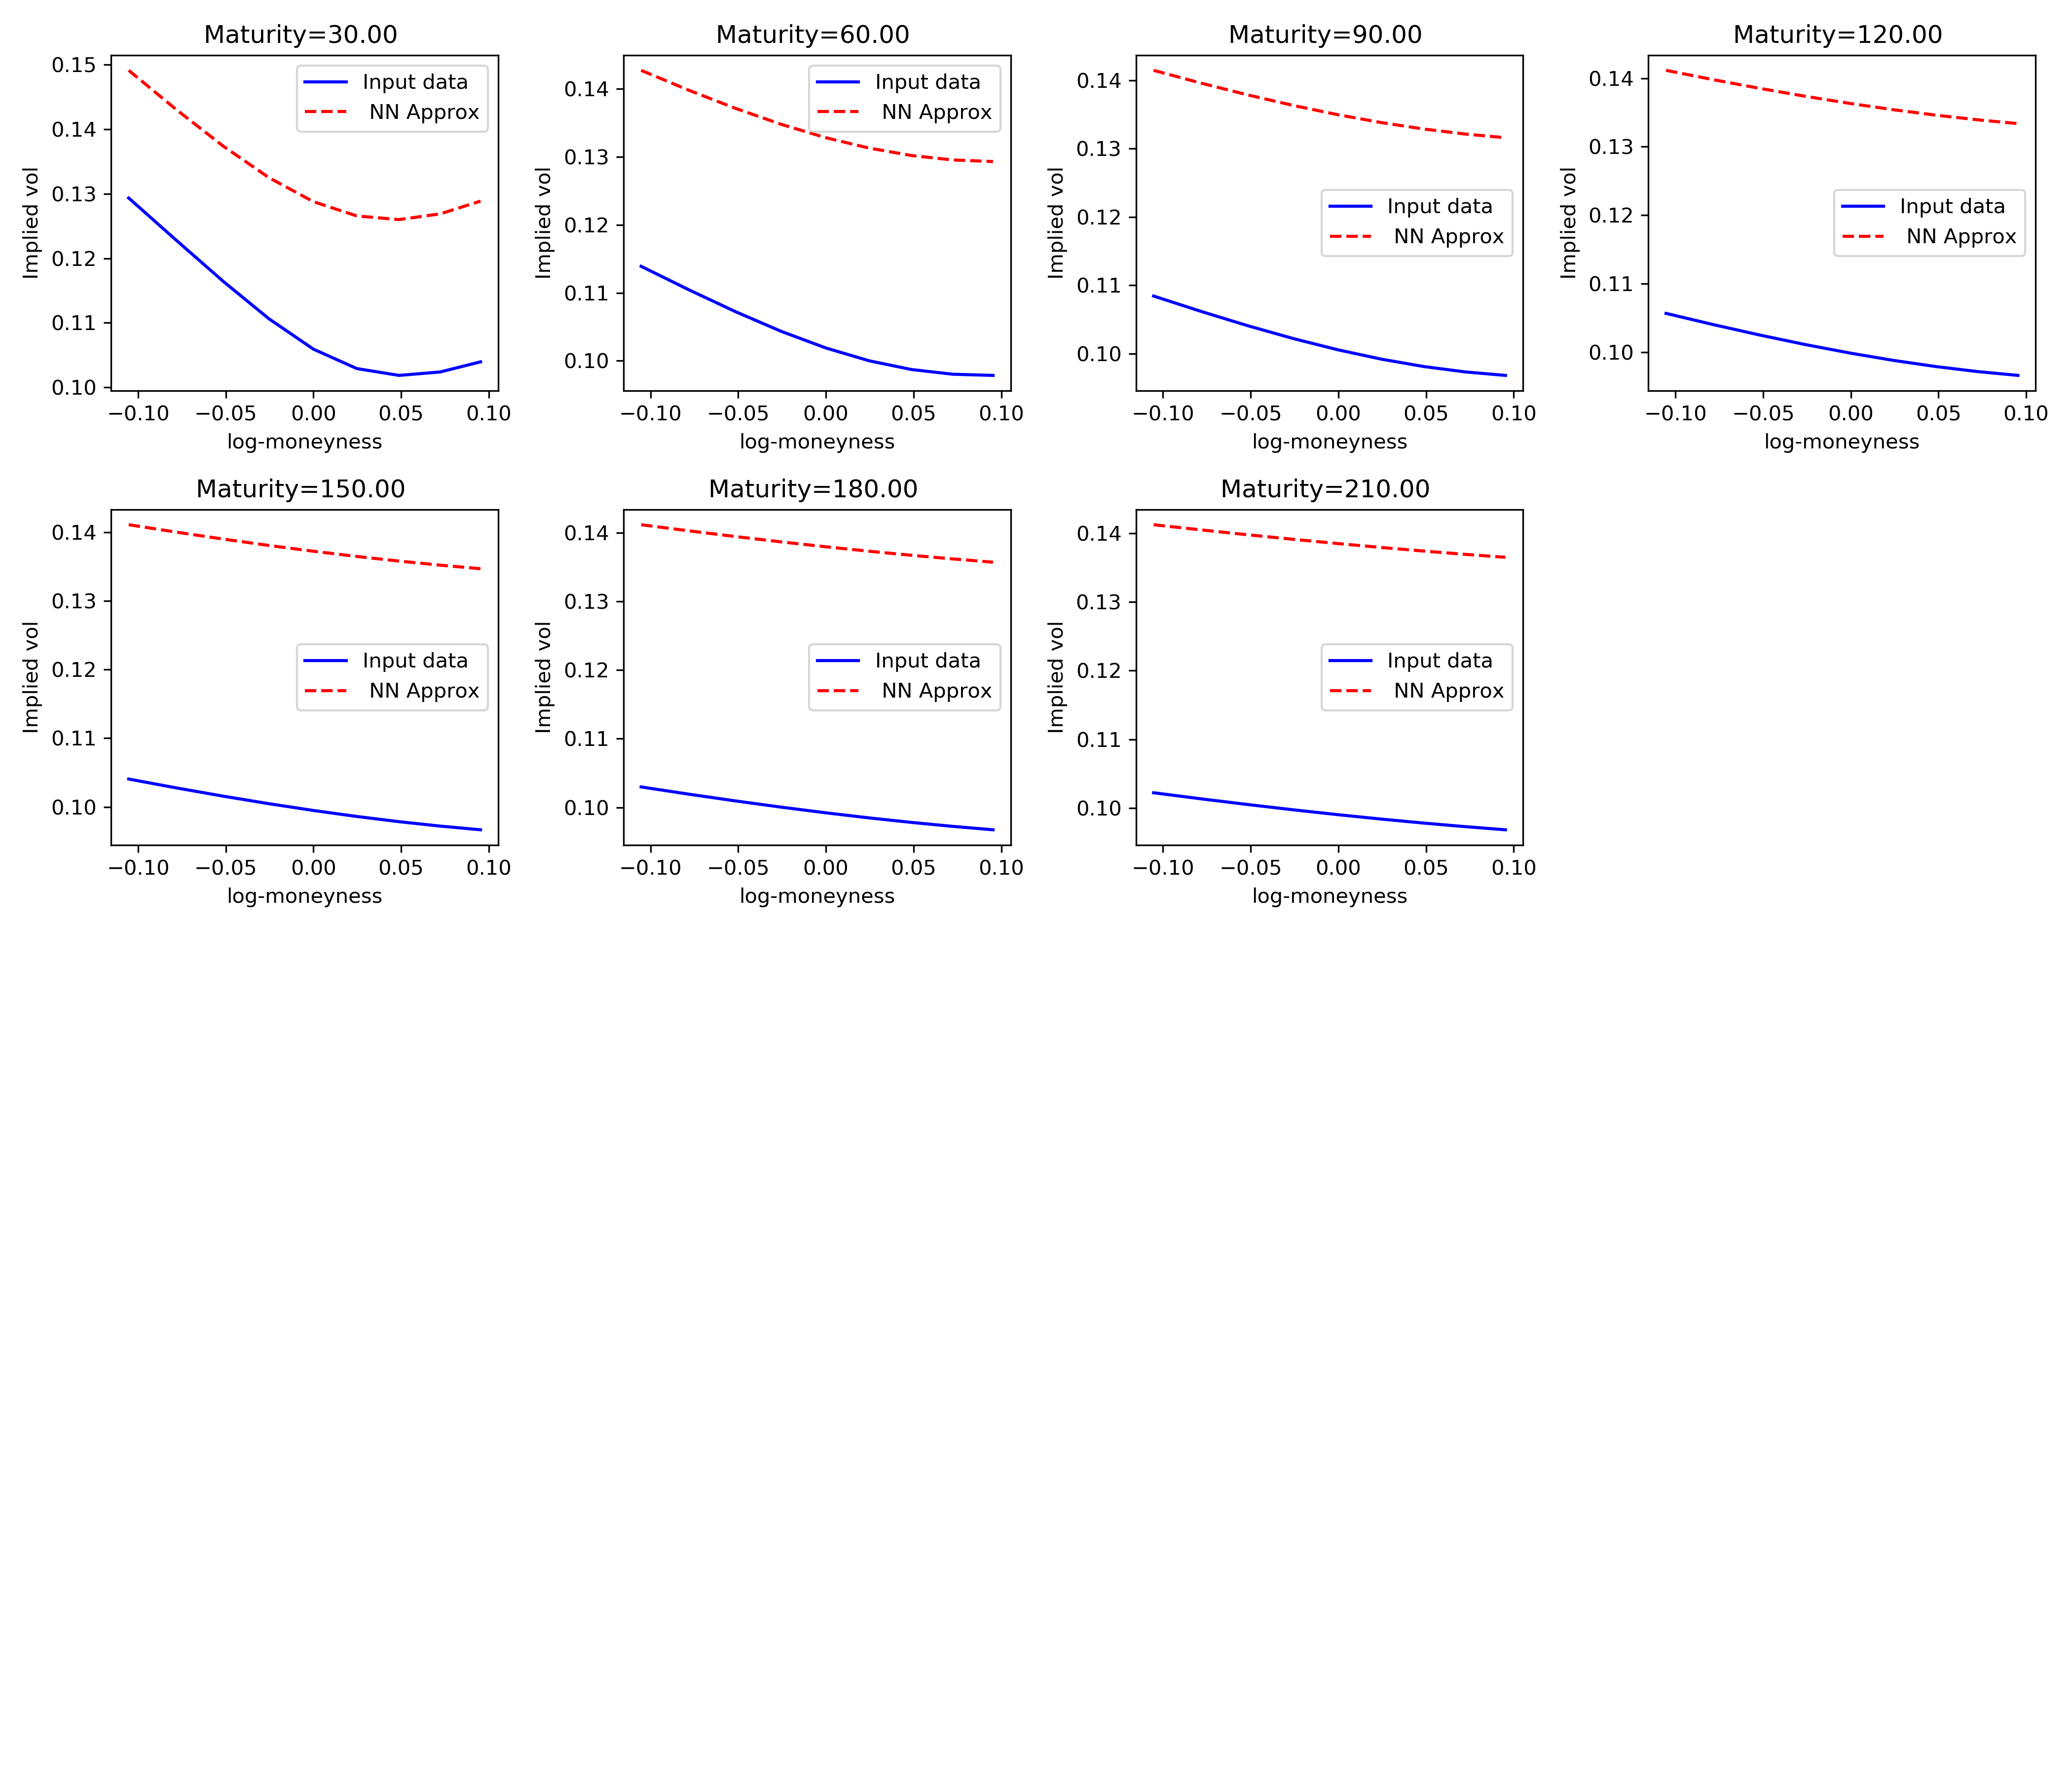 Maturity=30.00
0.15
0.14
0.13
0.12
0.11
0.10
Implied vol
Input data
NN Approx
−0.10 −0.05 0.00 0.05 0.10
log-moneyness
Maturity=60.00
0.14
0.13
0.12
0.11
0.10
Implied vol
Input data
NN Approx
−0.10 −0.05 0.00 0.05 0.10
log-moneyness
Maturity=90.00
0.14
0.13
0.12
0.11
0.10
Implied vol
Input data
NN Approx
−0.10 −0.05 0.00 0.05 0.10
log-moneyness
Maturity=120.00
0.14
0.13
0.12
0.11
0.10
Implied vol
Input data
NN Approx
−0.10 −0.05 0.00 0.05 0.10
log-moneyness
Maturity=150.00
0.14
0.13
0.12
0.11
0.10
Implied vol
Input data
NN Approx
−0.10 −0.05 0.00 0.05 0.10
log-moneyness
Maturity=180.00
0.14
0.13
0.12
0.11
0.10
Implied vol
Input data
NN Approx
−0.10 −0.05 0.00 0.05 0.10
log-moneyness
Maturity=210.00
0.14
0.13
0.12
0.11
0.10
Implied vol
Input data
NN Approx
−0.10 −0.05 0.00 0.05 0.10
log-moneyness